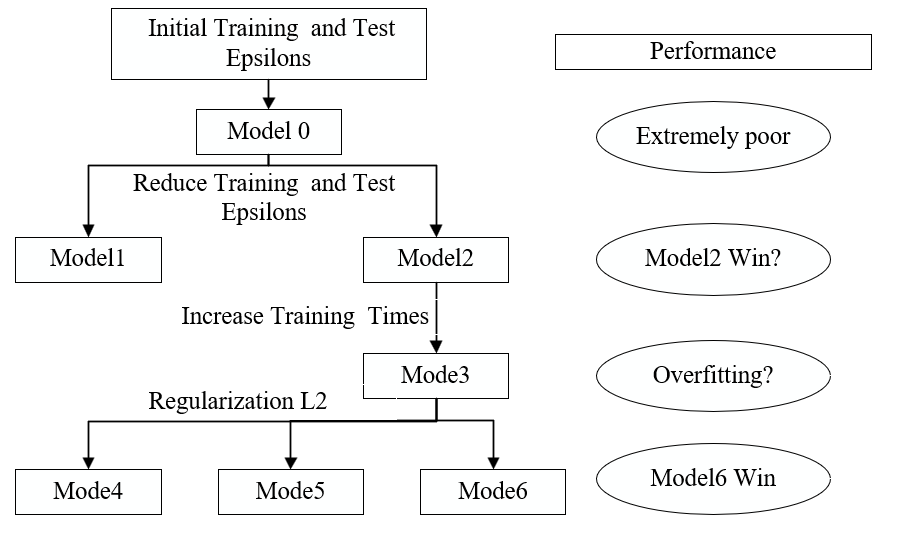 Initial Training and Test
Epsilons
Performance
Model 0
Extremely poor
Reduce Training and Test
Epsilons
Model1
Model2
Model2 Win?
Increase Training Times
Mode3
Overfitting?
Regularization L2
Mode4
Mode5
Mode6
Model6 Win